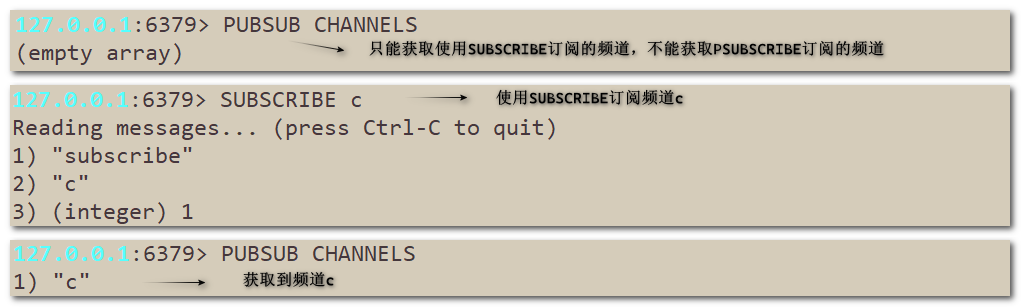 127.0.0.1:6379> PUBSUB CHANNELS
(empty array)
只能获取使用SUBSCRIBE订阅的频道，不能获取PSUBSCRIBE订阅的频道
127.0.0.1:6379> SUBSCRIBE c
使用SUBSCRIBE订阅频道c
Reading messages... (press Ctrl-C to quit)
1) "subscribe"
2) "c"
3) (integer) 1
127.0.0.1:6379> PUBSUB CHANNELS
1) "c"
获取到频道c